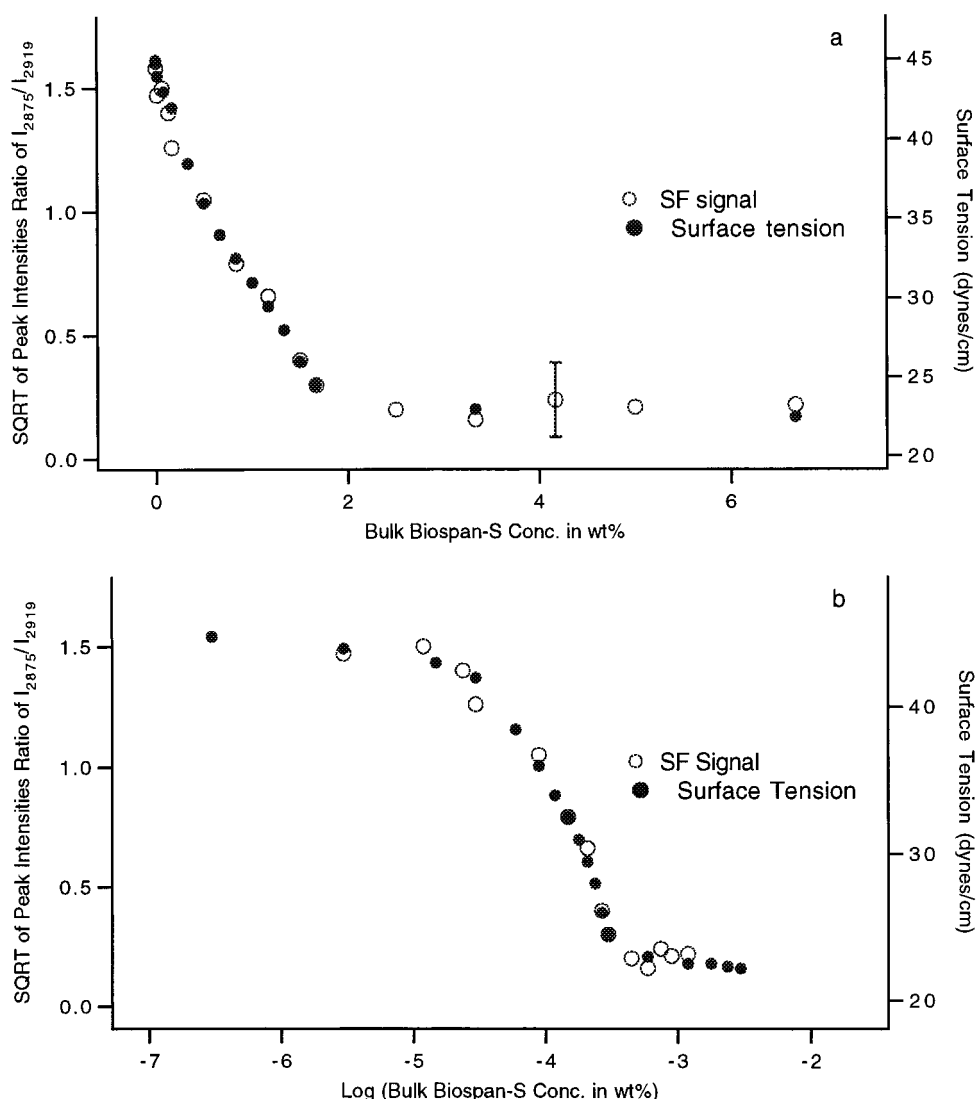 a
SQRT of Peak Intensities Ratio of I2875/I2919
1.5
1.0
0.5
0.0
45
40
35
30
25
20
Surface Tension (dynes/cm)
SF signal
Surface tension
0 2 4 6
Bulk Biospan-S Conc. in wt%
b
SQRT of Peak Intensities Ratio of I2875/I2919
1.5
1.0
0.5
0.0
40
30
20
Surface Tension (dynes/cm)
SF Signal
Surface Tension
-7 -6 -5 -4 -3 -2
Log (Bulk Biospan-S Conc. in wt%)